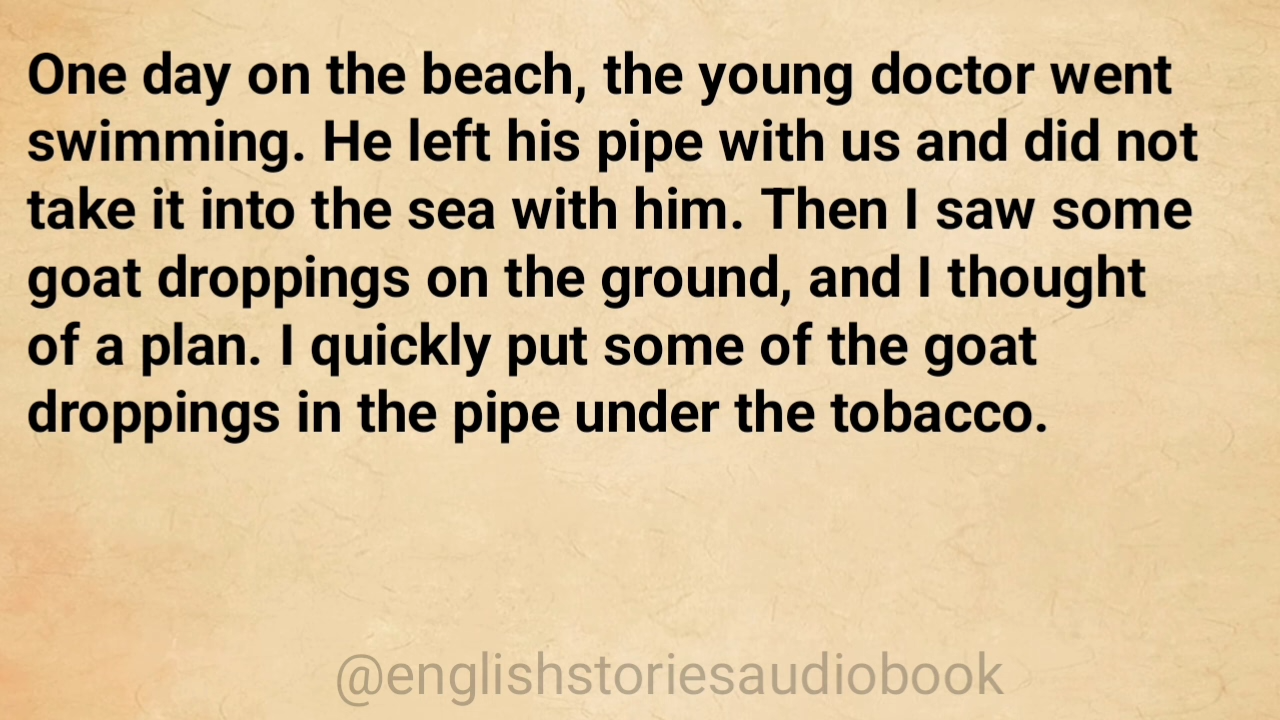 One day on the beach, the young doctor went
swimming. He left his pipe with us and did not
take it into the sea with him. Then I saw some
goat droppings on the ground, and I thought
of a plan. I quickly put some of the goat
droppings in the pipe under the tobacco.
@englishstoriesaudiobook